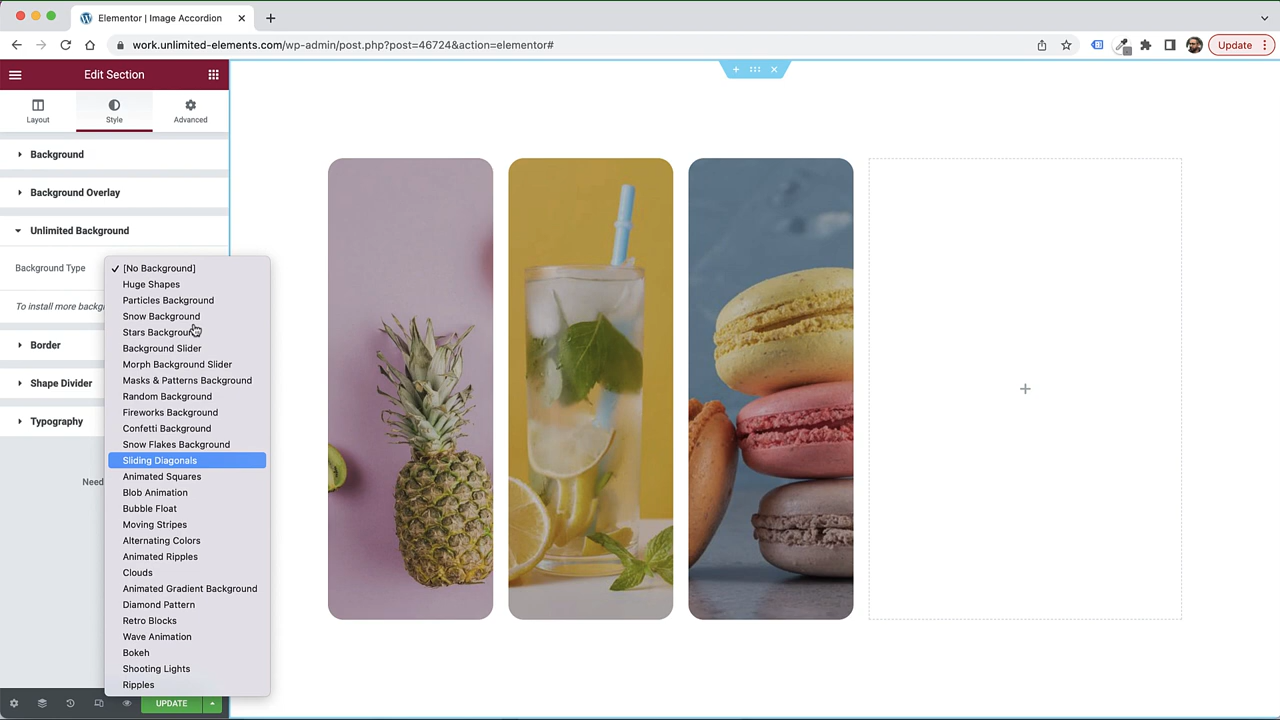 Elementor | Image Accordion
work.unlimited-elements.com/wp-admin/post.php?post=46724&action=elementor#
Update
Edit Section
Layout
Style
Advanced
Background
Background Overlay
Unlimited Background
Background Type
[No Background]
Huge Shapes
Particles Background
To install more backg
Snow Background
Stars Background
Border
Background Slider
Morph Background Slider
Shape Divider
Masks & Patterns Background
Random Background
Fireworks Background
Typography
Confetti Background
Snow Flakes Background
Sliding Diagonals
Animated Squares
Need
Blob Animation
Bubble Float
Moving Stripes
Alternating Colors
Animated Ripples
Clouds
Animated Gradient Background
Diamond Pattern
Retro Blocks
Wave Animation
Bokeh
Shooting Lights
Ripples
UPDATE